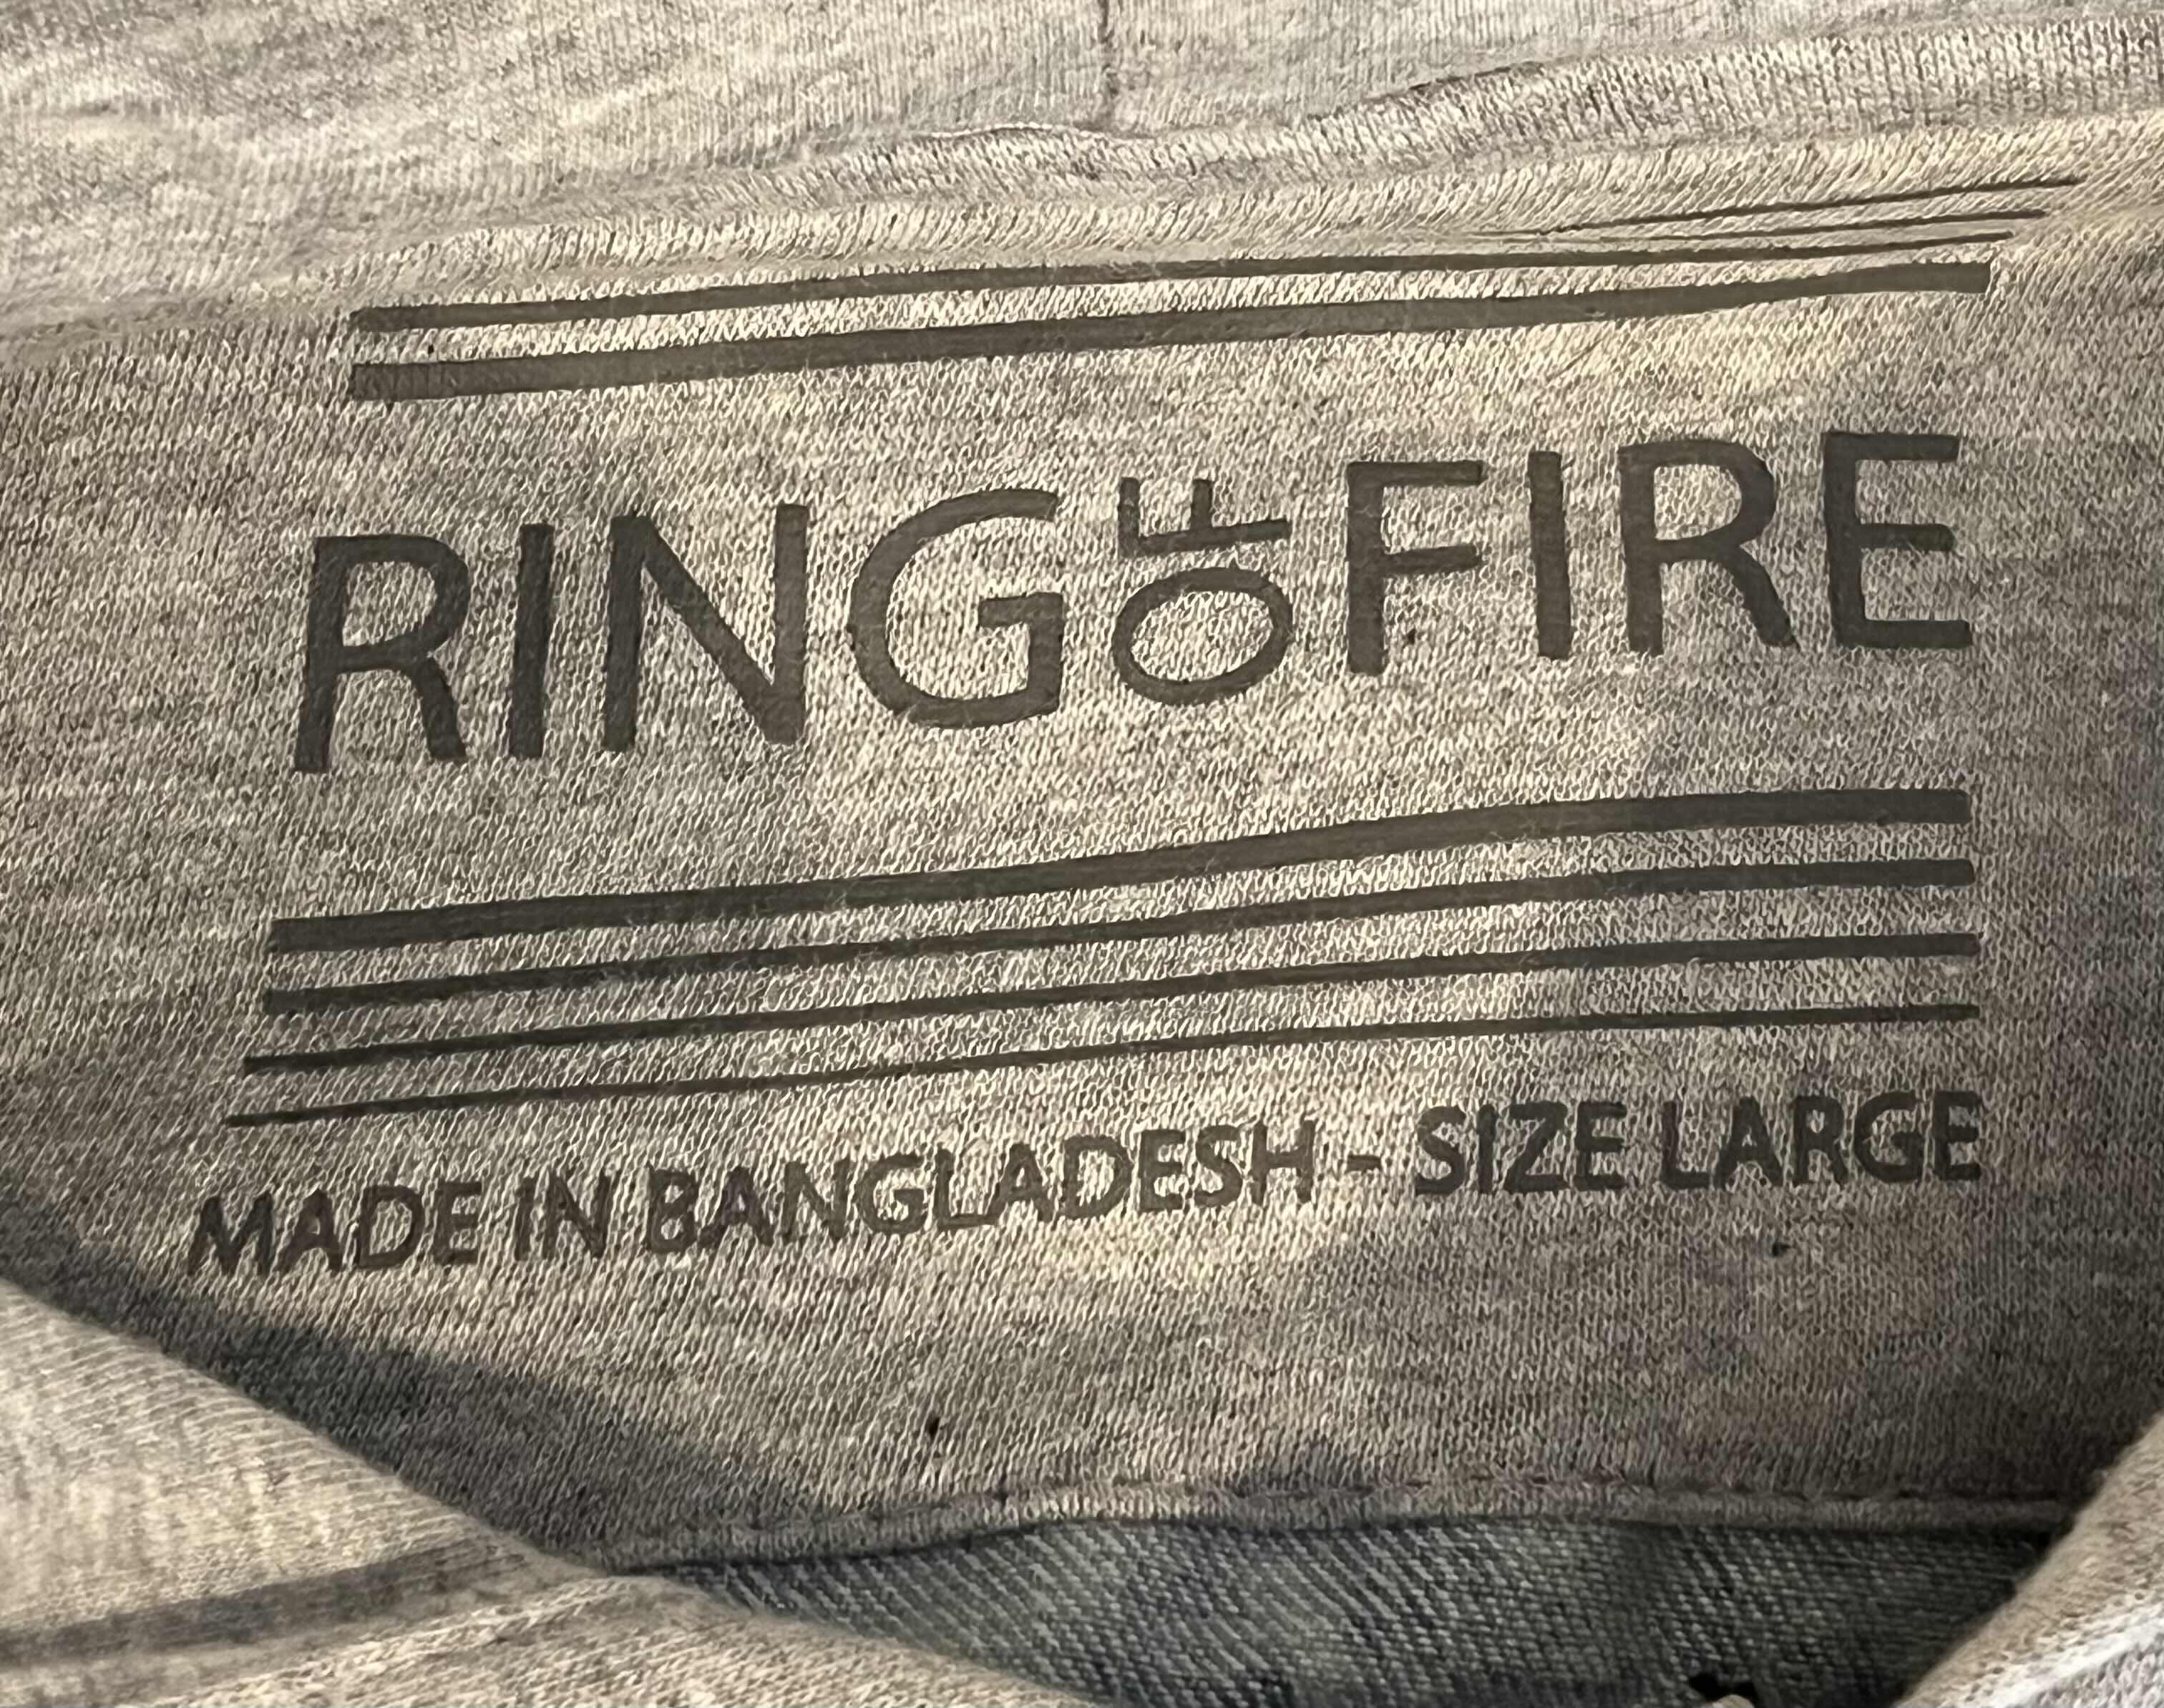 RING OF FIRE
MADE IN BANGLADESH - SIZE LARGE